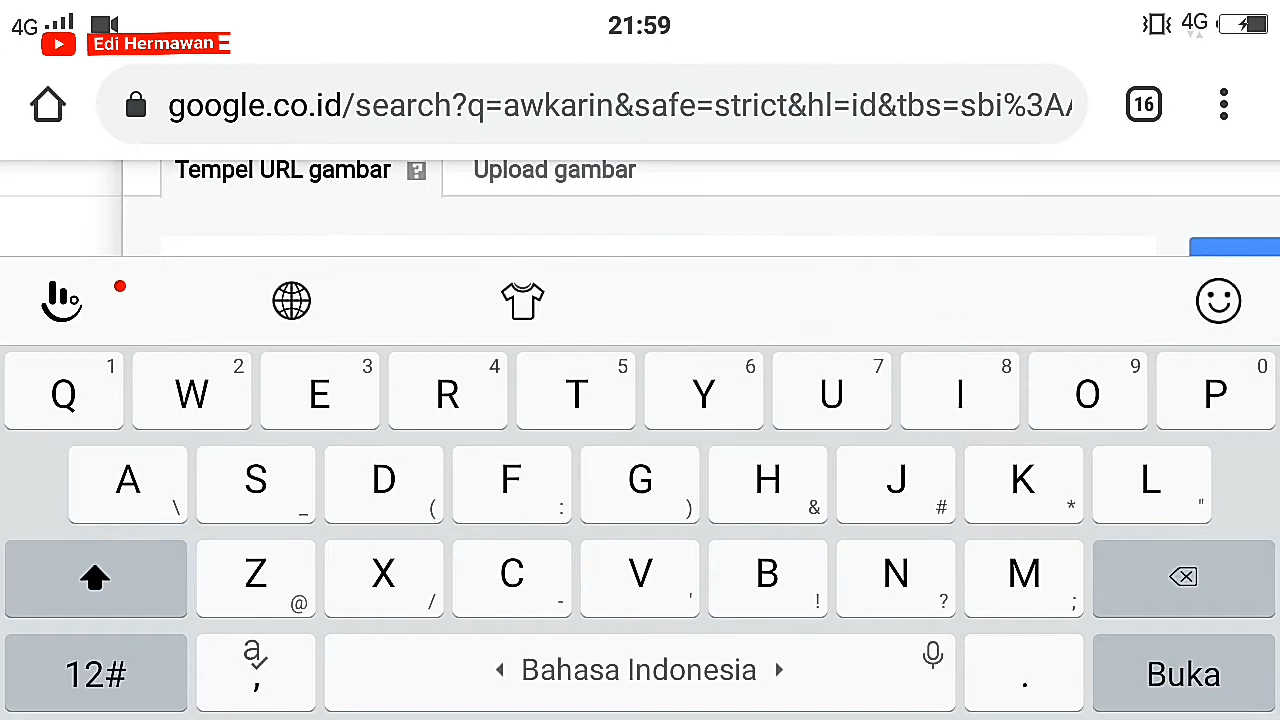 4G 21:59 4G
Edi Hermawan E
google.co.id/search?q=awkarin&safe=strict&hl=id&tbs=sbi%3A
16
Tempel URL gambar ? Upload gambar
1 2 3 4 5 6 7 8 9 0
Q W E R T Y U I O P
A S D F G H J K L
\ _ ( : ) & # * "
Z X C V B N M
@ / - ' ! ? ;
12# a , Bahasa Indonesia . Buka